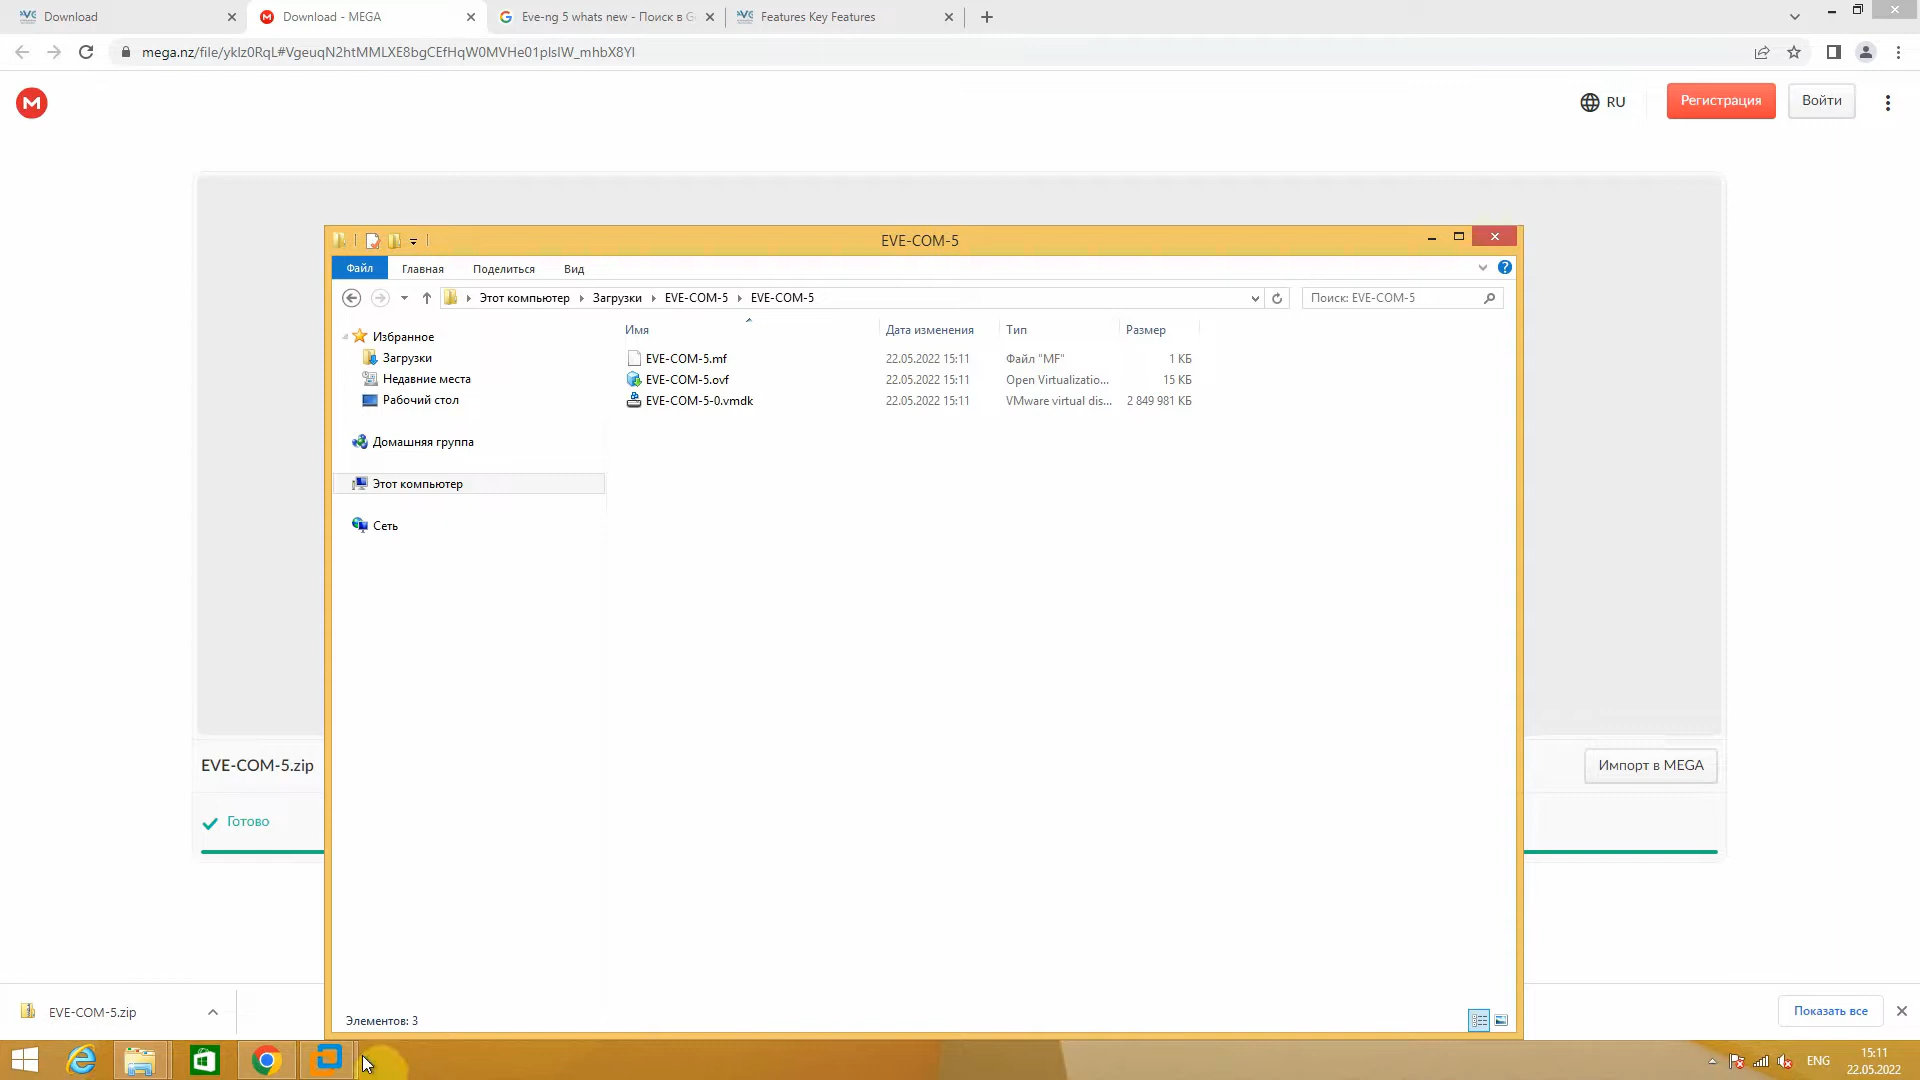 Download
Download - MEGA
Eve-ng 5 whats new - Поиск в G
Features Key Features
mega.nz/file/yklz0RqL#VgeuqN2htMMLXE8bgCEfHqW0MVHe01pIsIW_mhbX8YI
M
RU
Регистрация
Войти
EVE-COM-5
Файл
Главная
Поделиться
Вид
Этот компьютер
Загрузки
EVE-COM-5
EVE-COM-5
Поиск: EVE-COM-5
Избранное
Загрузки
Недавние места
Рабочий стол
Домашняя группа
Этот компьютер
Сеть
Имя Дата изменения Тип Размер
EVE-COM-5.mf 22.05.2022 15:11 Файл "MF" 1 КБ
EVE-COM-5.ovf 22.05.2022 15:11 Open Virtualizatio... 15 КБ
EVE-COM-5-0.vmdk 22.05.2022 15:11 VMware virtual dis... 2 849 981 КБ
Элементов: 3
EVE-COM-5.zip
Импорт в MEGA
Готово
EVE-COM-5.zip
Показать все
ENG
15:11
22.05.2022